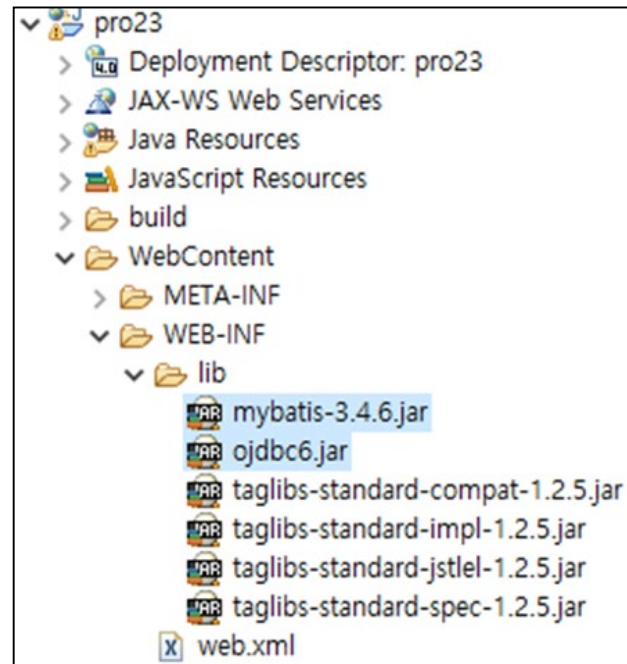 pro23
Deployment Descriptor: pro23
JAX-WS Web Services
Java Resources
JavaScript Resources
build
WebContent
META-INF
WEB-INF
lib
mybatis-3.4.6.jar
ojdbc6.jar
taglibs-standard-compat-1.2.5.jar
taglibs-standard-impl-1.2.5.jar
taglibs-standard-jstlel-1.2.5.jar
taglibs-standard-spec-1.2.5.jar
web.xml